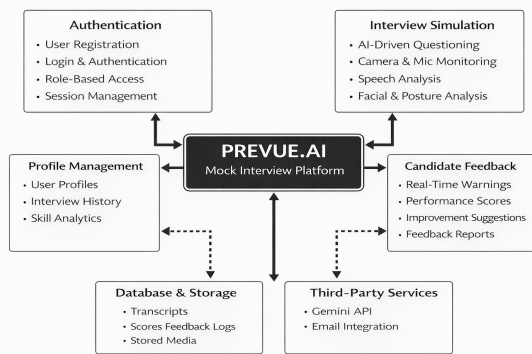 Authentication
• User Registration
• Login & Authentication
• Role-Based Access
• Session Management
Interview Simulation
• AI-Driven Questioning
• Camera & Mic Monitoring
• Speech Analysis
• Facial & Posture Analysis
PREVUE.AI
Mock Interview Platform
Profile Management
• User Profiles
• Interview History
• Skill Analytics
Candidate Feedback
• Real-Time Warnings
• Performance Scores
• Improvement Suggestions
• Feedback Reports
Database & Storage
• Transcripts
• Scores Feedback Logs
• Stored Media
Third-Party Services
• Gemini API
• Email Integration